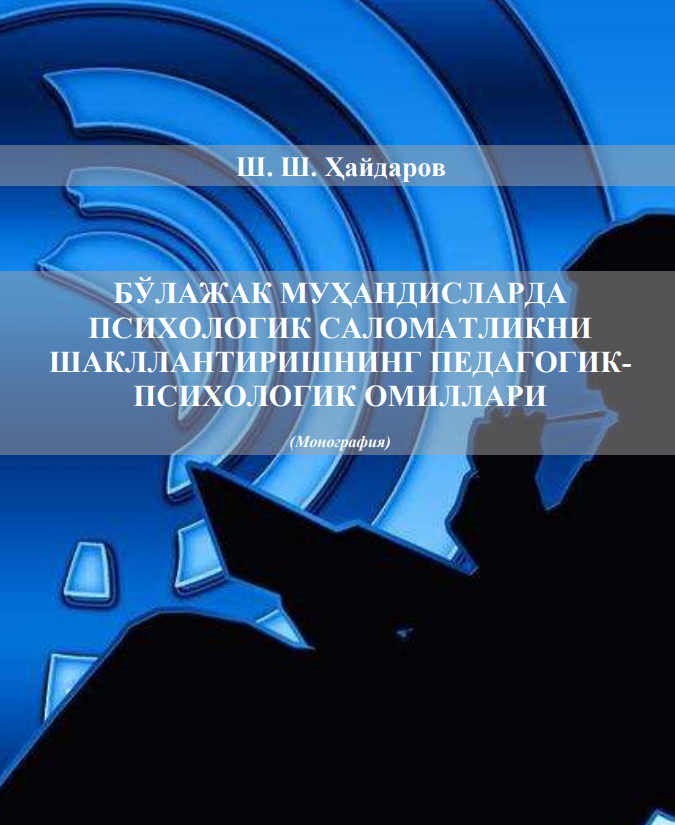 Ш. Ш. Ҳайдаров
БЎЛАЖАК МУҲАНДИСЛАРДА
ПСИХОЛОГИК САЛОМАТЛИКНИ
ШАКЛЛАНТИРИШНИНГ ПЕДАГОГИК-
ПСИХОЛОГИК ОМИЛЛАРИ
(Монография)